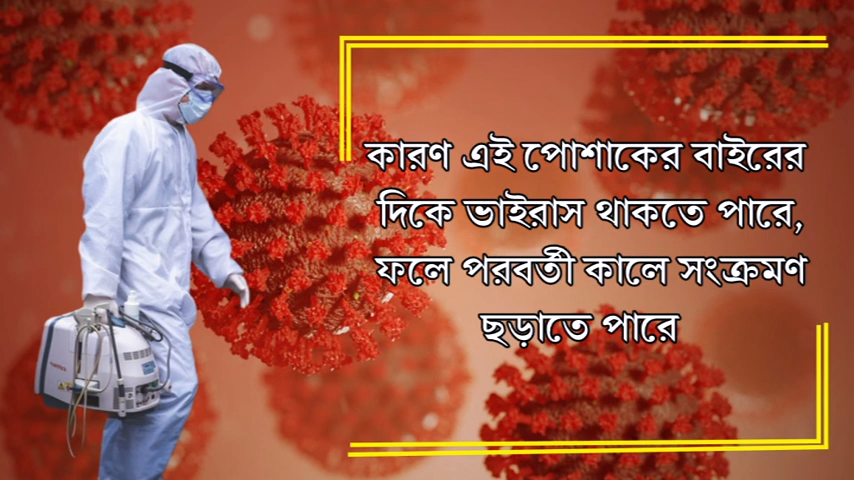 কারণ এই পোশাকের বাইরের
দিকে ভাইরাস থাকতে পারে,
ফলে পরবর্তী কালে সংক্রমণ
ছড়াতে পারে